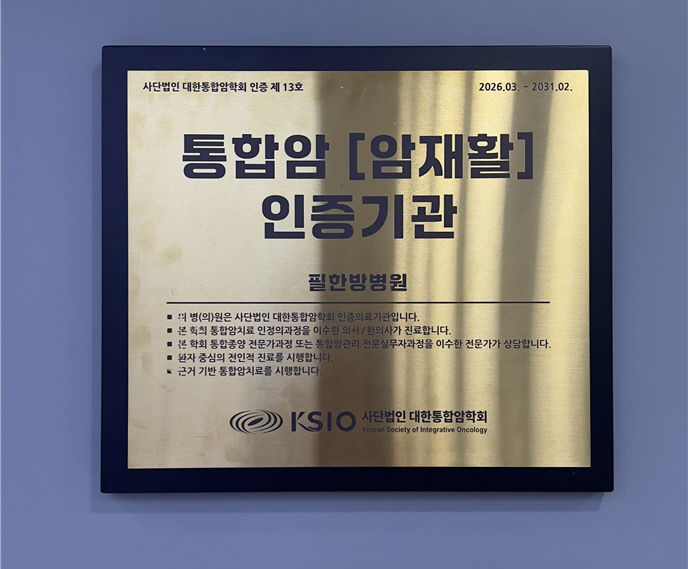 사단법인 대한통합암학회 인증 제 13호
2026.03. ~ 2031.02.
통합암 [암재활]
인증기관
필한방병원
■ 위 병(의)원은 사단법인 대한통합암학회 인증의료기관입니다.
■ 본 학회 통합암치료 인정의과정을 이수한 의사/한의사가 진료합니다.
■ 본 학회 통합종양 전문가과정 또는 통합암관리 전문실무자과정을 이수한 전문가가 상담합니다.
■ 환자 중심의 전인적 진료를 시행합니다.
■ 근거 기반 통합암치료를 시행합니다.
KSIO 사단법인 대한통합암학회
Korean Society of Integrative Oncology